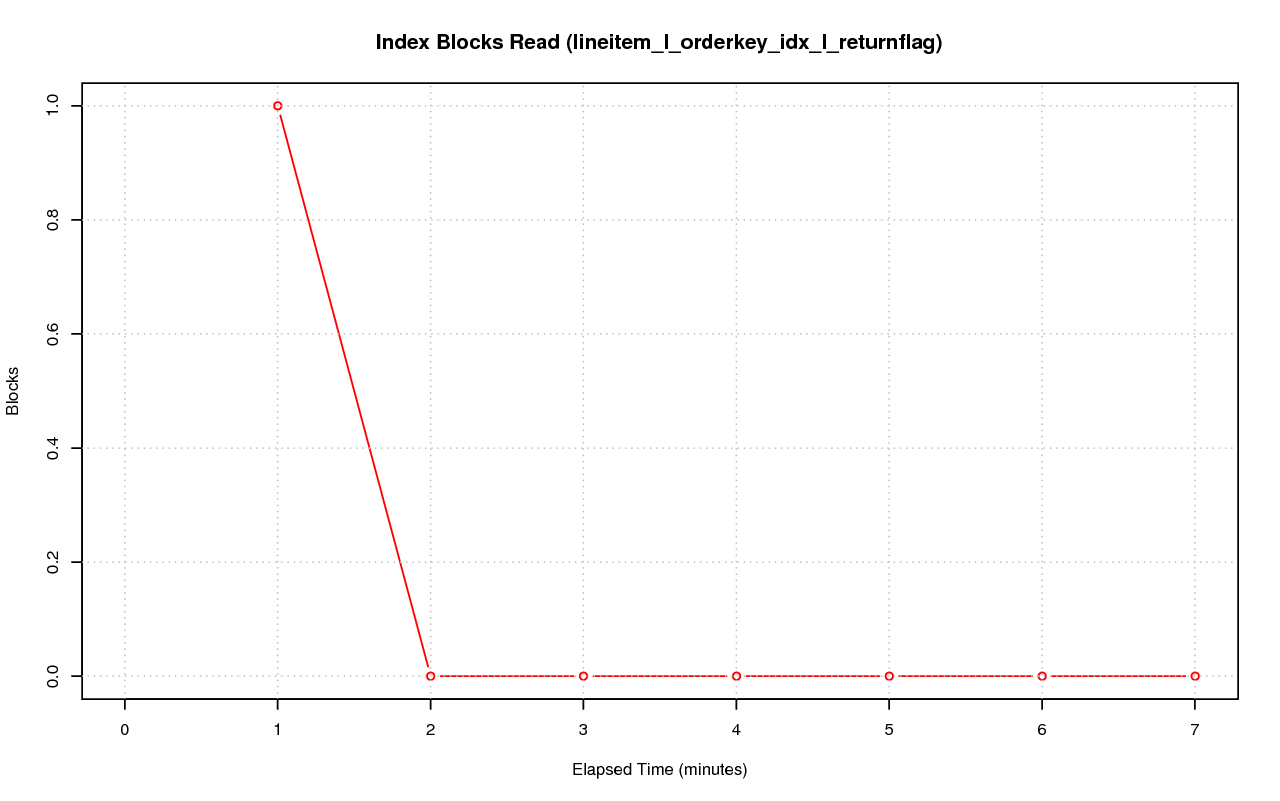 Index Blocks Read (lineitem_l_orderkey_idx_l_returnflag)
1.0
0.8
0.6
0.4
0.2
0.0
Blocks
0 1 2 3 4 5 6 7
Elapsed Time (minutes)